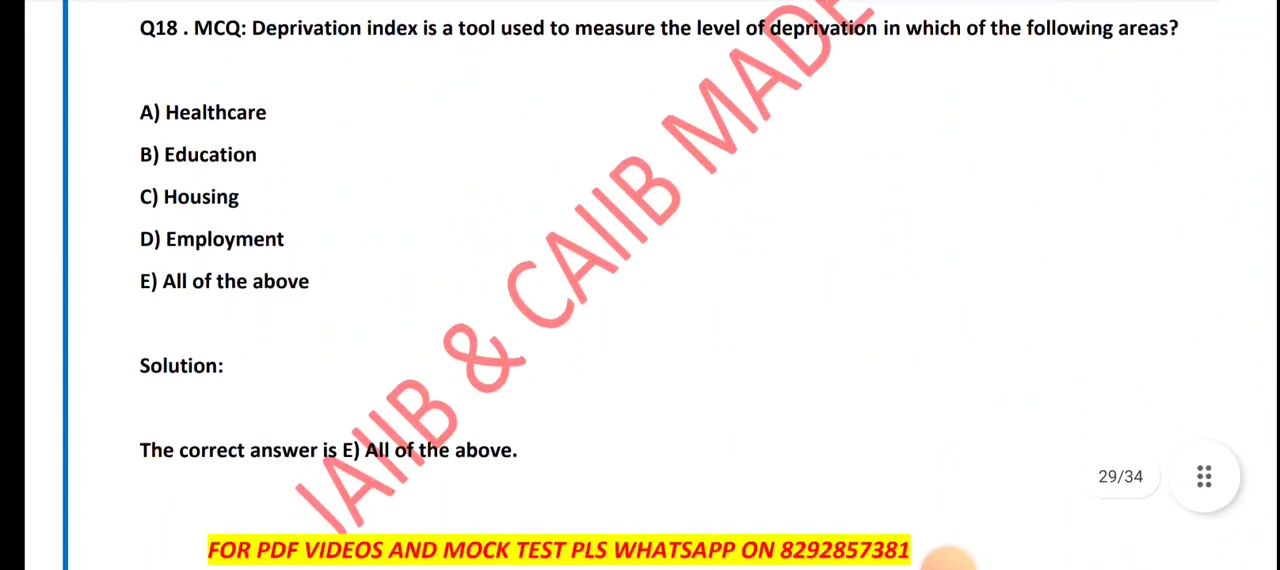 Q18 . MCQ: Deprivation index is a tool used to measure the level of deprivation in which of the following areas?
A) Healthcare
B) Education
C) Housing
D) Employment
E) All of the above
Solution:
The correct answer is E) All of the above.
29/34
FOR PDF VIDEOS AND MOCK TEST PLS WHATSAPP ON 8292857381
JAIIB & CAIIB MADE